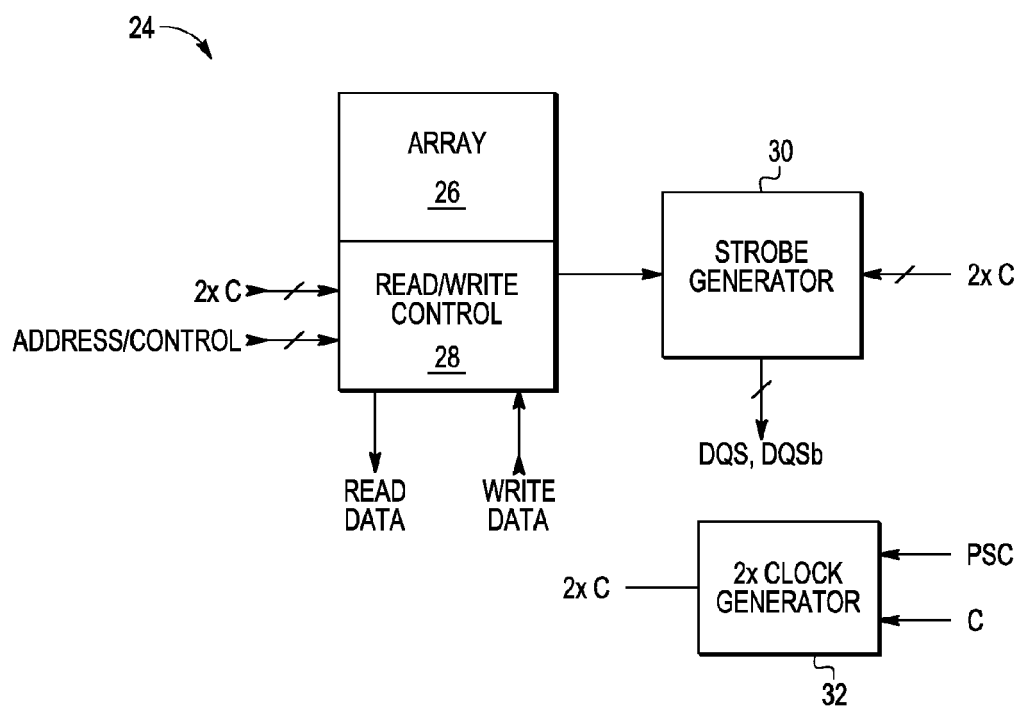 24
ARRAY
26
30
STROBE
GENERATOR
2x C
2x C
READ/WRITE
CONTROL
28
ADDRESS/CONTROL
DQS, DQSb
READ
DATA
WRITE
DATA
2x C
2x CLOCK
GENERATOR
PSC
C
32